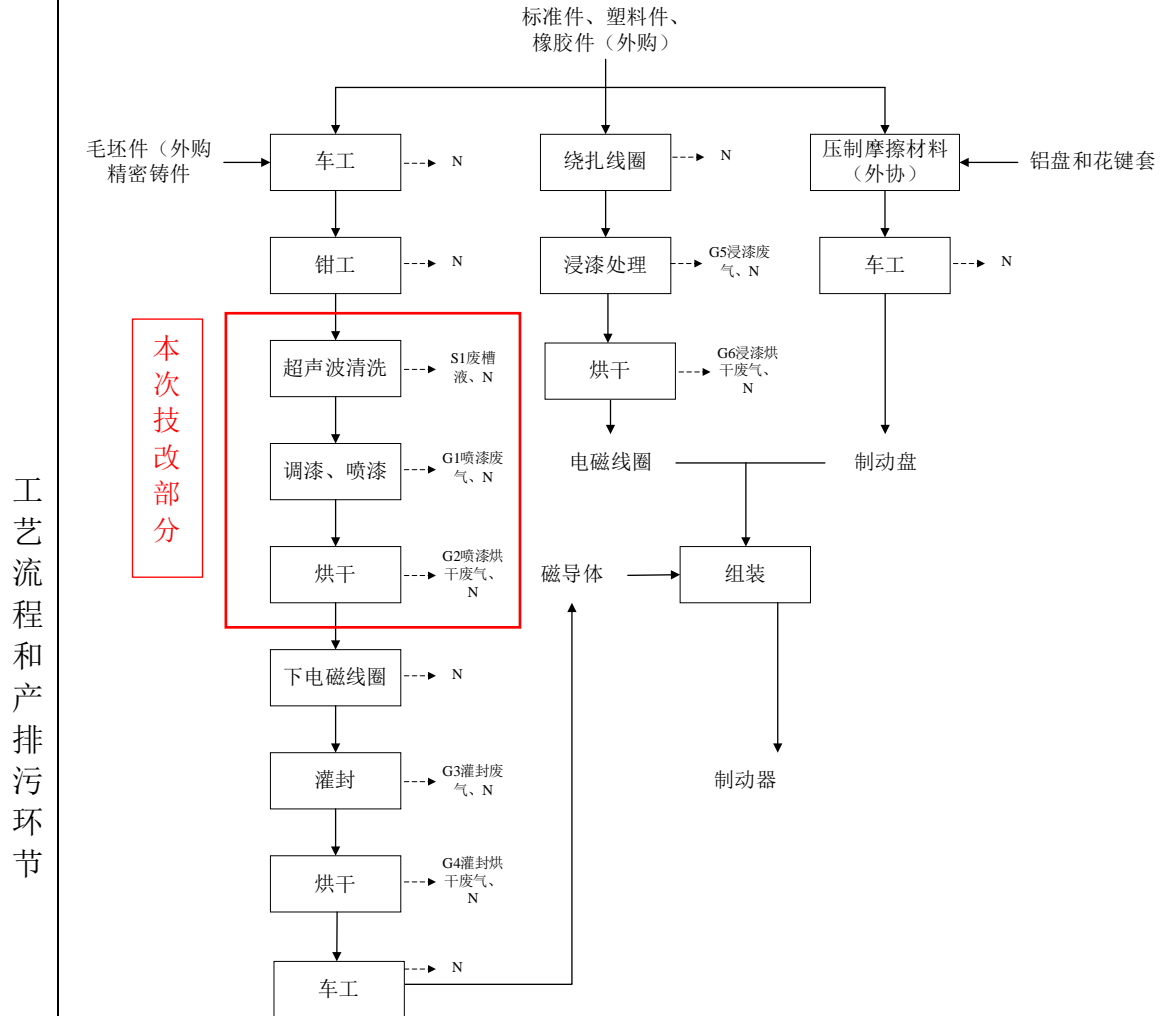 标准件、塑料件、
橡胶件（外购）
毛坯件（外购
精密铸件
车工
N
绕扎线圈
N
压制摩擦材料
（外协）
铝盘和花键套
钳工
N
浸漆处理
G5浸漆废
气、N
车工
N
本次技改部分
超声波清洗
S1废槽
液、N
烘干
G6浸漆烘
干废气、
N
调漆、喷漆
G1喷漆废
气、N
电磁线圈
制动盘
烘干
G2喷漆烘
干废气、
N
磁导体
组装
下电磁线圈
N
灌封
G3灌封废
气、N
制动器
烘干
G4灌封烘
干废气、
N
车工
N
工艺流程和产排污环节